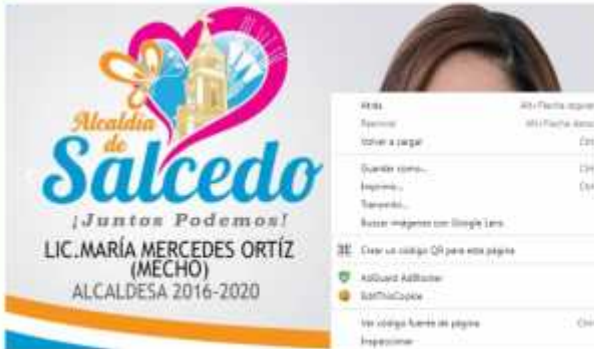 Alcaldía
de
Salcedo
¡Juntos Podemos!
LIC.MARÍA MERCEDES ORTÍZ
(MECHO)
ALCALDESA 2016-2020
Atrás
Reenviar
Volver a cargar
Guardar como...
Imprimir...
Transmitir...
Buscar imágenes con Google Lens
Crear un código QR para esta página
AdGuard AdBlocker
EditThisCookie
Ver código fuente de página
Inspeccionar